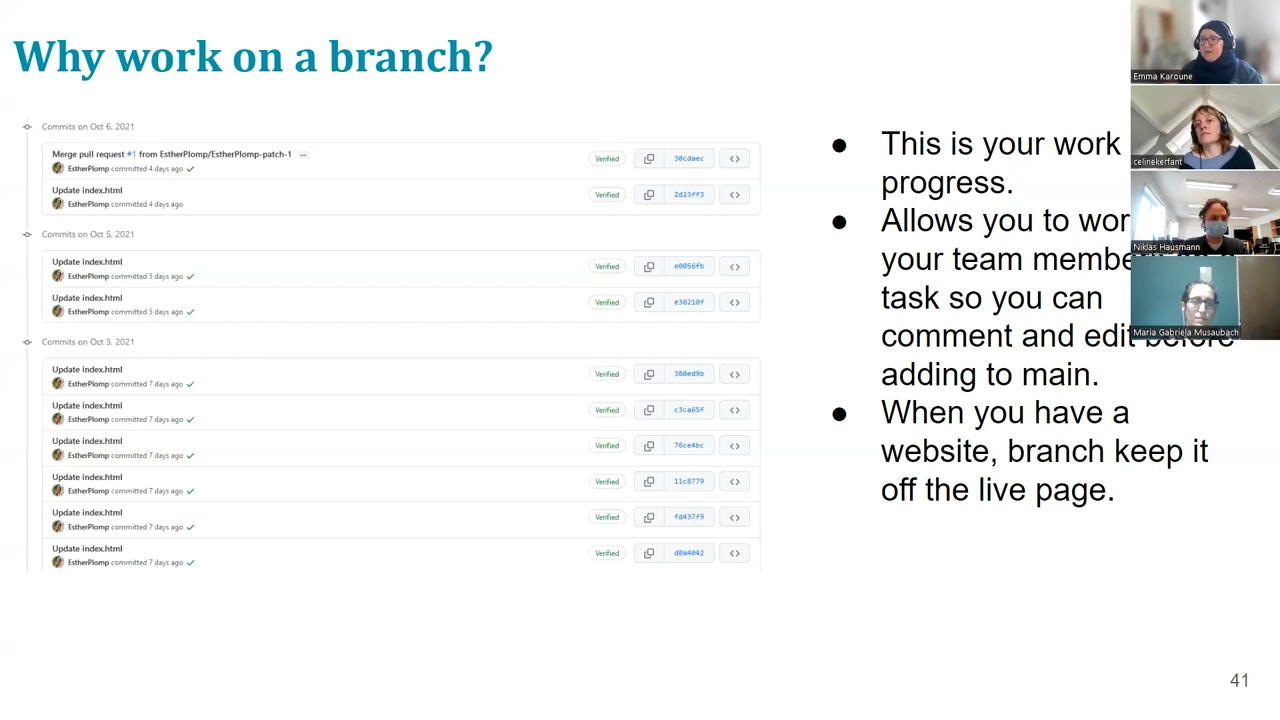 Why work on a branch?
Commits on Oct 6, 2021
Merge pull request #1 from EstherPlomp/EstherPlomp-patch-1 ...
EstherPlomp committed 4 days ago ✓
Verified
30cdaec
Update index.html
EstherPlomp committed 4 days ago
Verified
2d23ff3
Commits on Oct 5, 2021
Update index.html
EstherPlomp committed 5 days ago ✓
Verified
e0056fb
Update index.html
EstherPlomp committed 5 days ago ✓
Verified
e38210f
Commits on Oct 3, 2021
Update index.html
EstherPlomp committed 7 days ago ✓
Verified
380ed9b
Update index.html
EstherPlomp committed 7 days ago ✓
Verified
c3ca65f
Update index.html
EstherPlomp committed 7 days ago ✓
Verified
76ce4bc
Update index.html
EstherPlomp committed 7 days ago ✓
Verified
11c8779
Update index.html
EstherPlomp committed 7 days ago ✓
Verified
fd437f9
Update index.html
EstherPlomp committed 7 days ago ✓
Verified
d0a4042
● This is your work
progress.
● Allows you to wor
your team membe
task so you can
comment and edit before
adding to main.
● When you have a
website, branch keep it
off the live page.
Emma Karoune
celinekerfant
Niklas Hausmann
Maria Gabriela Musaubach
41